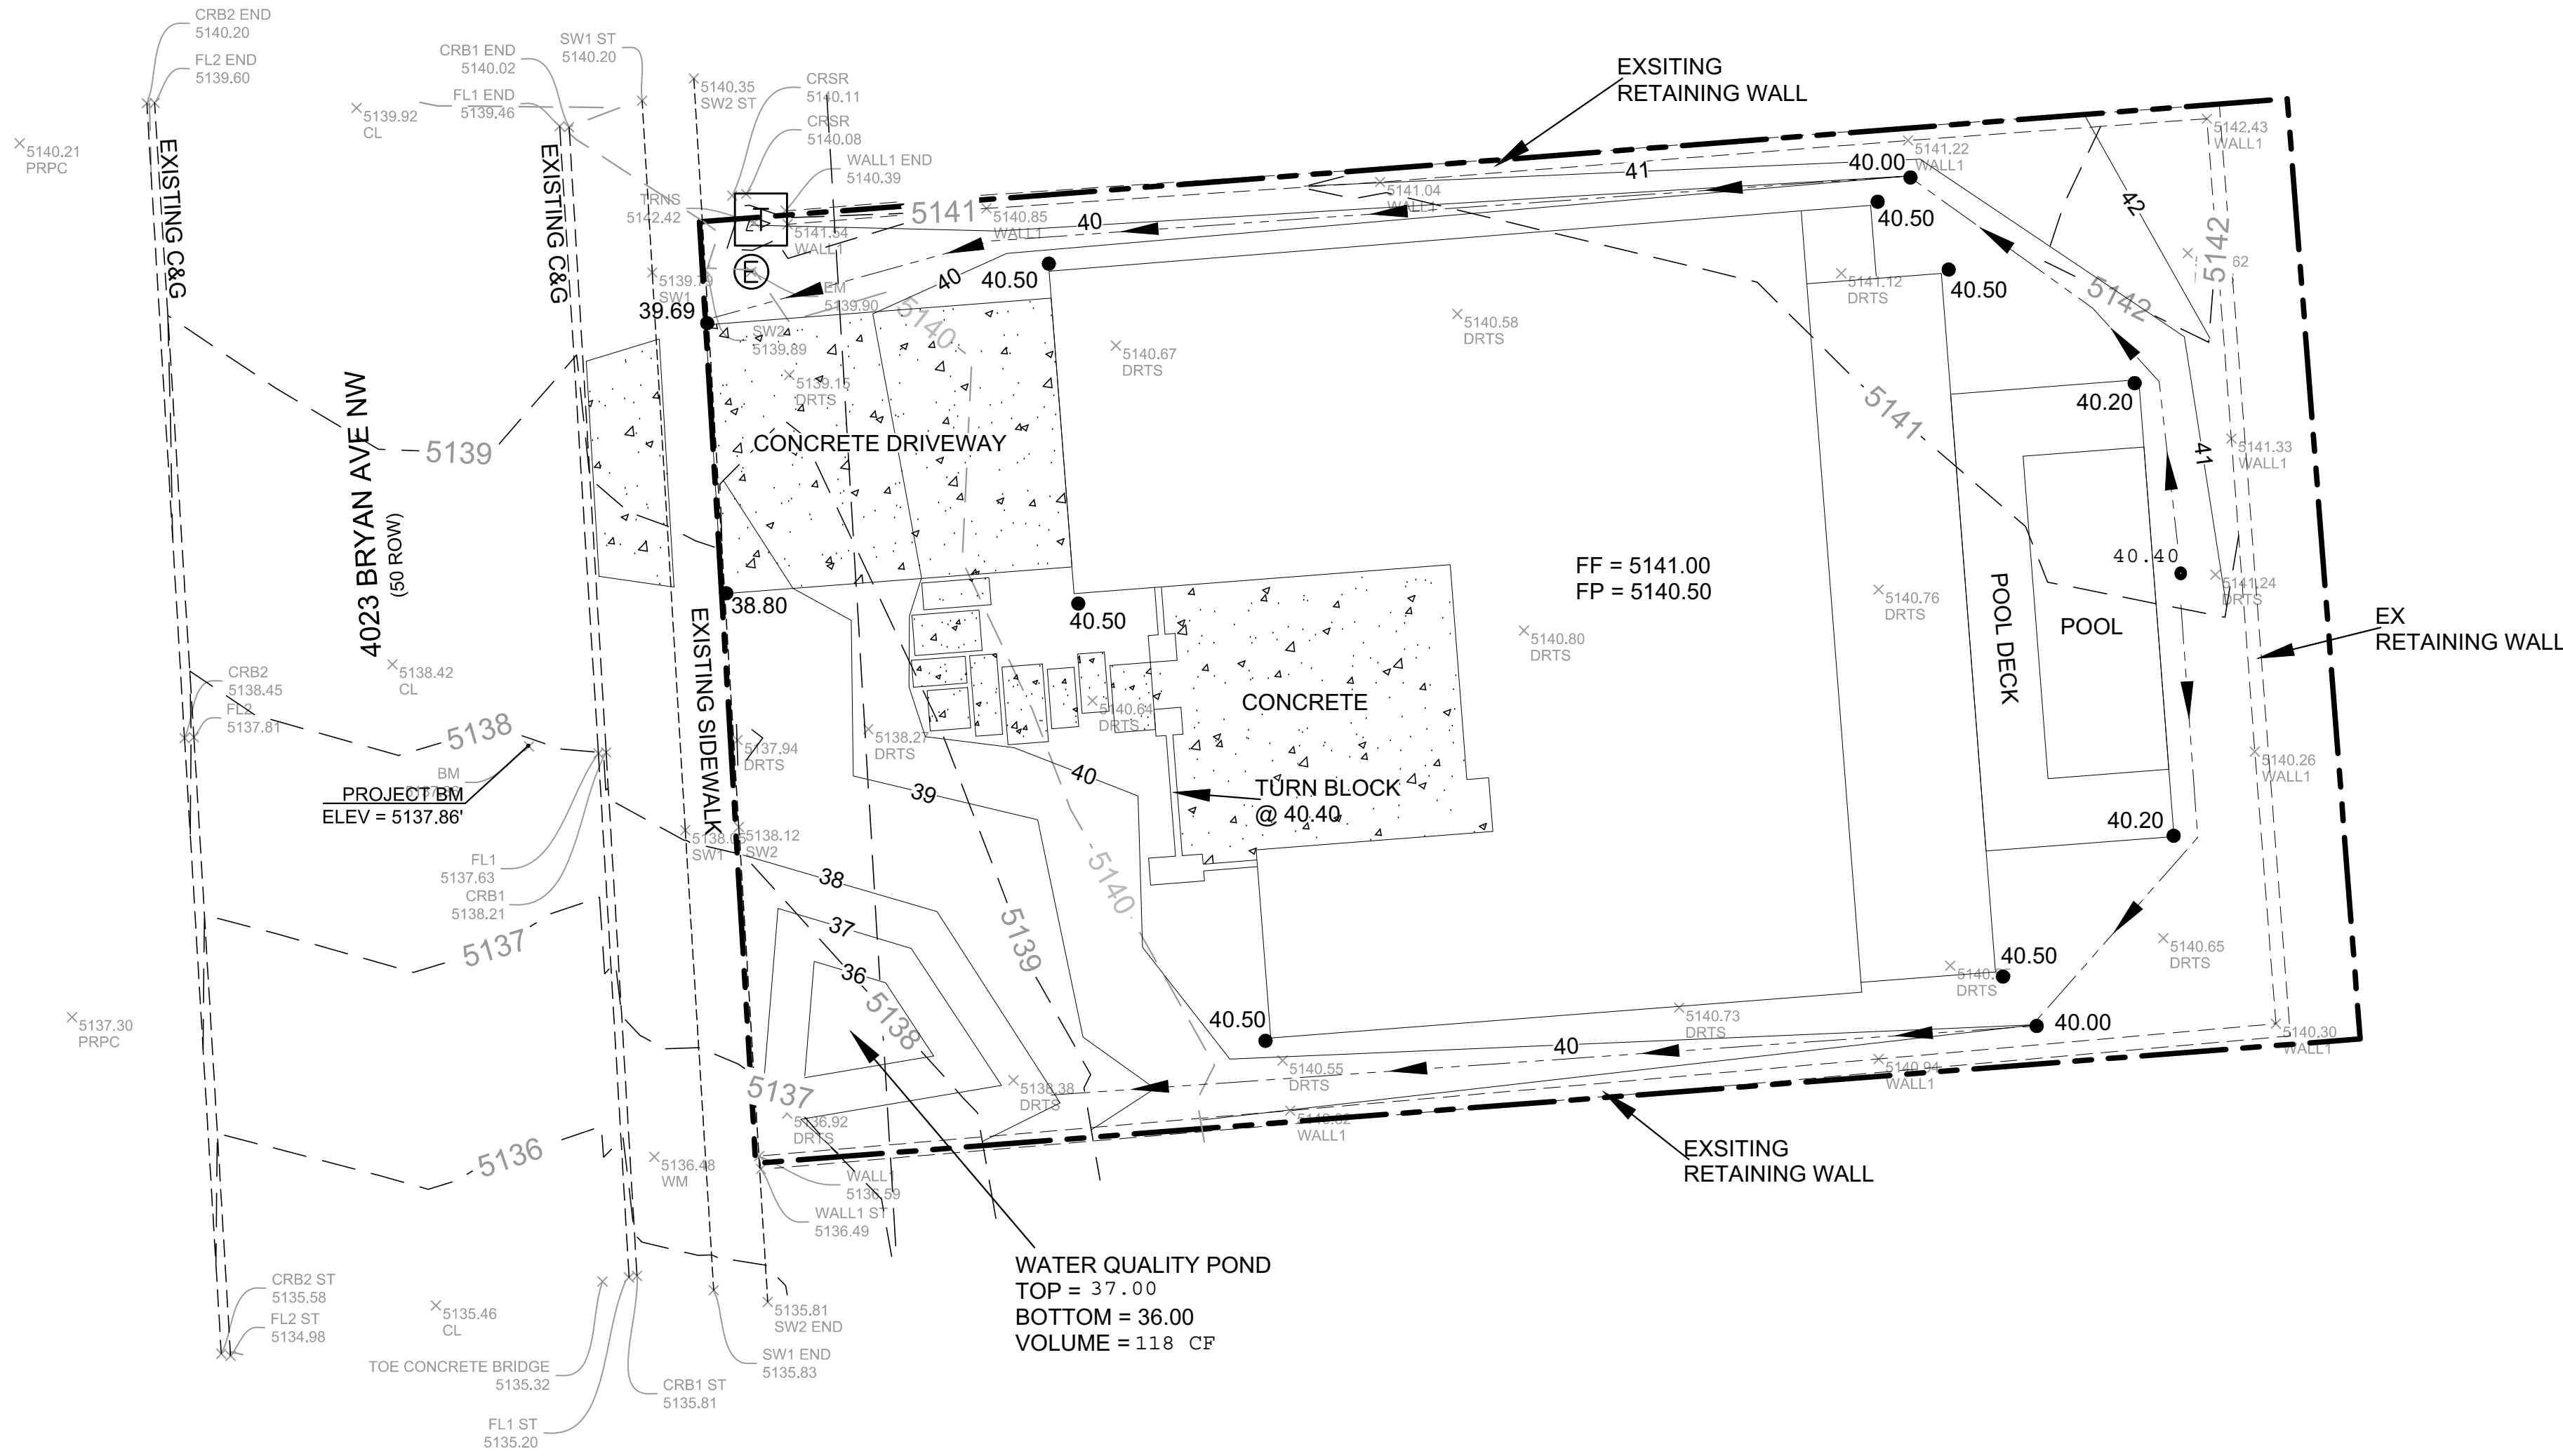 CRB2 END
5140.20
FL2 END
5139.60
CRB1 END
5140.02
FL1 END
5139.46
SW1 ST
5140.20
5140.35
SW2 ST
CRSR
5140.11
CRSR
5140.08
WALL1 END
5140.39
EXSITING
RETAINING WALL
5140.21
PRPC
5139.92
CL
EXISTING C&G
EXISTING C&G
TRNS
5142.42
5141.54
WALL1
5141
5140.85
WALL1
5141.04
WALL1
41
40.00
5141.22
WALL1
5142.43
WALL1
40
40.50
42
5142
5142
40
40.50
40.50
5141.12
DRTS
5139.79
SW1
EM
5139.90
39.69
SW2
5139.89
5140
5140.67
DRTS
5140.58
DRTS
5139.15
DRTS
CONCRETE DRIVEWAY
4023 BRYAN AVE NW
(50 ROW)
5139
5141
40.20
41
5141.33
WALL1
FF = 5141.00
FP = 5140.50
40.40
5141.24
DRTS
38.80
40.50
5140.76
DRTS
POOL DECK
POOL
EX
RETAINING WALL
5140.80
DRTS
EXISTING SIDEWALK
5138.42
CL
CRB2
5138.45
FL2
5137.81
5138
BM
PROJECT BM
ELEV = 5137.86'
5137.94
DRTS
5138.27
DRTS
5140.64
DRTS
CONCRETE
TURN BLOCK
@ 40.40
40
39
5140.26
WALL1
40.20
SW1
5138.12
SW2
FL1
5137.63
CRB1
5138.21
38
37
36
5140
5139
5138
5137
40.50
5140.65
DRTS
DRTS
40.50
40.00
5140.73
DRTS
40
5140.30
WALL1
5137.30
PRPC
5140.55
DRTS
5140.94
WALL1
5138.38
DRTS
5137
5136.92
DRTS
WALL1
5136
5136.48
WM
WALL1
5136.59
WALL1 ST
5136.49
EXSITING
RETAINING WALL
WATER QUALITY POND
TOP = 37.00
BOTTOM = 36.00
VOLUME = 118 CF
CRB2 ST
5135.58
FL2 ST
5134.98
5135.46
CL
5135.81
SW2 END
SW1 END
5135.83
TOE CONCRETE BRIDGE
5135.32
CRB1 ST
5135.81
FL1 ST
5135.20